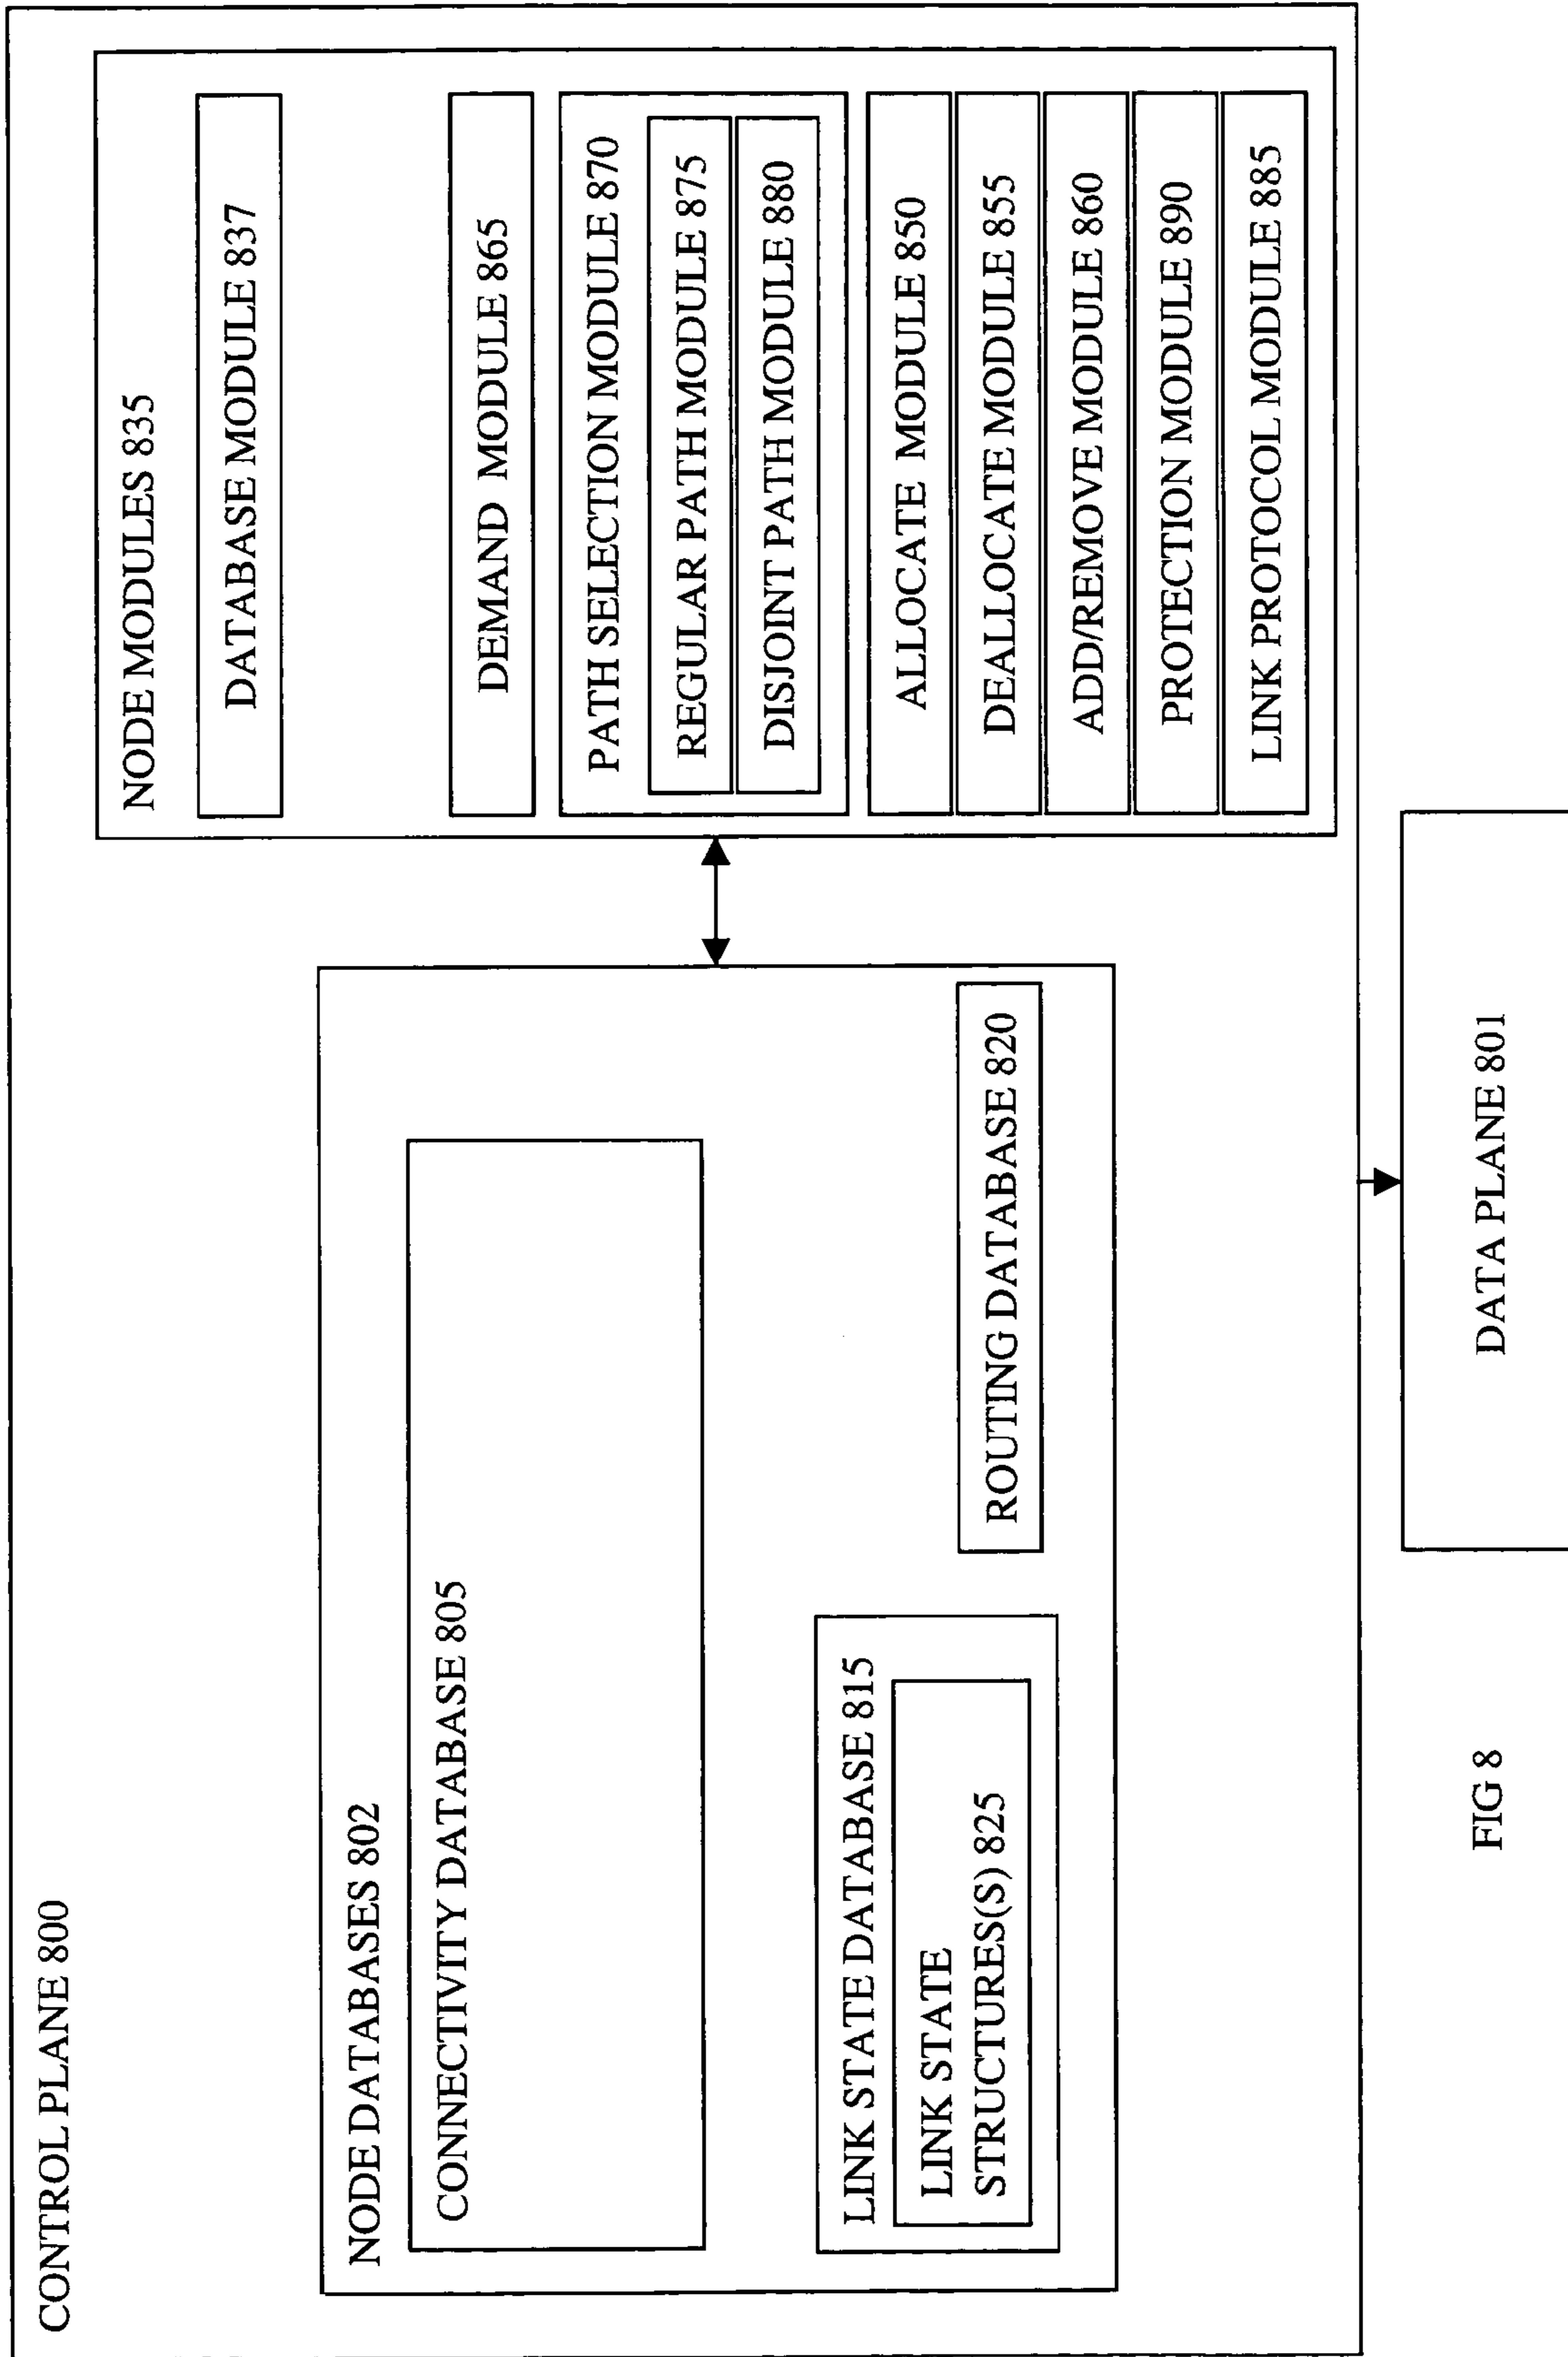 CONTROL PLANE 800
NODE DATABASES 802
CONNECTIVITY DATABASE 805
LINK STATE DATABASE 815
LINK STATE
STRUCTURES(S) 825
ROUTING DATABASE 820
NODE MODULES 835
DATABASE MODULE 837
DEMAND MODULE 865
PATH SELECTION MODULE 870
REGULAR PATH MODULE 875
DISJOINT PATH MODULE 880
ALLOCATE MODULE 850
DEALLOCATE MODULE 855
ADD/REMOVE MODULE 860
PROTECTION MODULE 890
LINK PROTOCOL MODULE 885
DATA PLANE 801
FIG 8